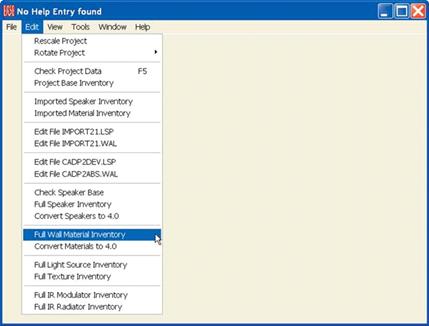 EASE No Help Entry found
File Edit View Tools Window Help
Rescale Project
Rotate Project
Check Project Data F5
Project Base Inventory
Imported Speaker Inventory
Imported Material Inventory
Edit File IMPORT21.LSP
Edit File IMPORT21.WAL
Edit File CADP2DEV.LSP
Edit File CADP2ABS.WAL
Check Speaker Base
Full Speaker Inventory
Convert Speakers to 4.0
Full Wall Material Inventory
Convert Materials to 4.0
Full Light Source Inventory
Full Texture Inventory
Full IR Modulator Inventory
Full IR Radiator Inventory